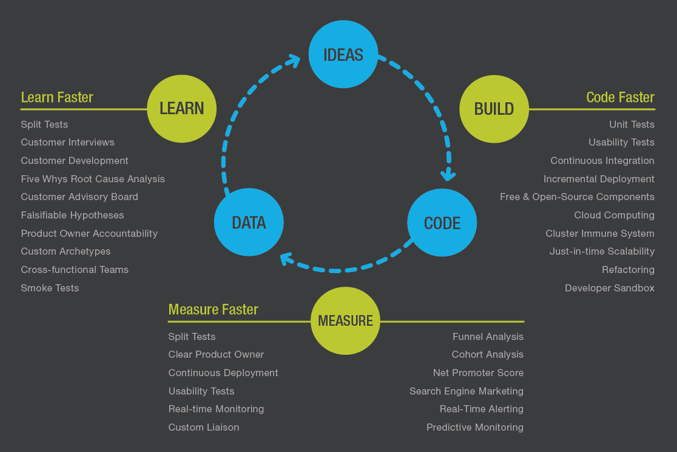 IDEAS
LEARN
BUILD
Learn Faster
Split Tests
Customer Interviews
Customer Development
Five Whys Root Cause Analysis
Customer Advisory Board
Falsifiable Hypotheses
Product Owner Accountability
Custom Archetypes
Cross-functional Teams
Smoke Tests
Code Faster
Unit Tests
Usability Tests
Continuous Integration
Incremental Deployment
Free & Open-Source Components
Cloud Computing
Cluster Immune System
Just-in-time Scalability
Refactoring
Developer Sandbox
DATA
CODE
Measure Faster
MEASURE
Split Tests
Clear Product Owner
Continuous Deployment
Usability Tests
Real-time Monitoring
Custom Liaison
Funnel Analysis
Cohort Analysis
Net Promoter Score
Search Engine Marketing
Real-Time Alerting
Predictive Monitoring